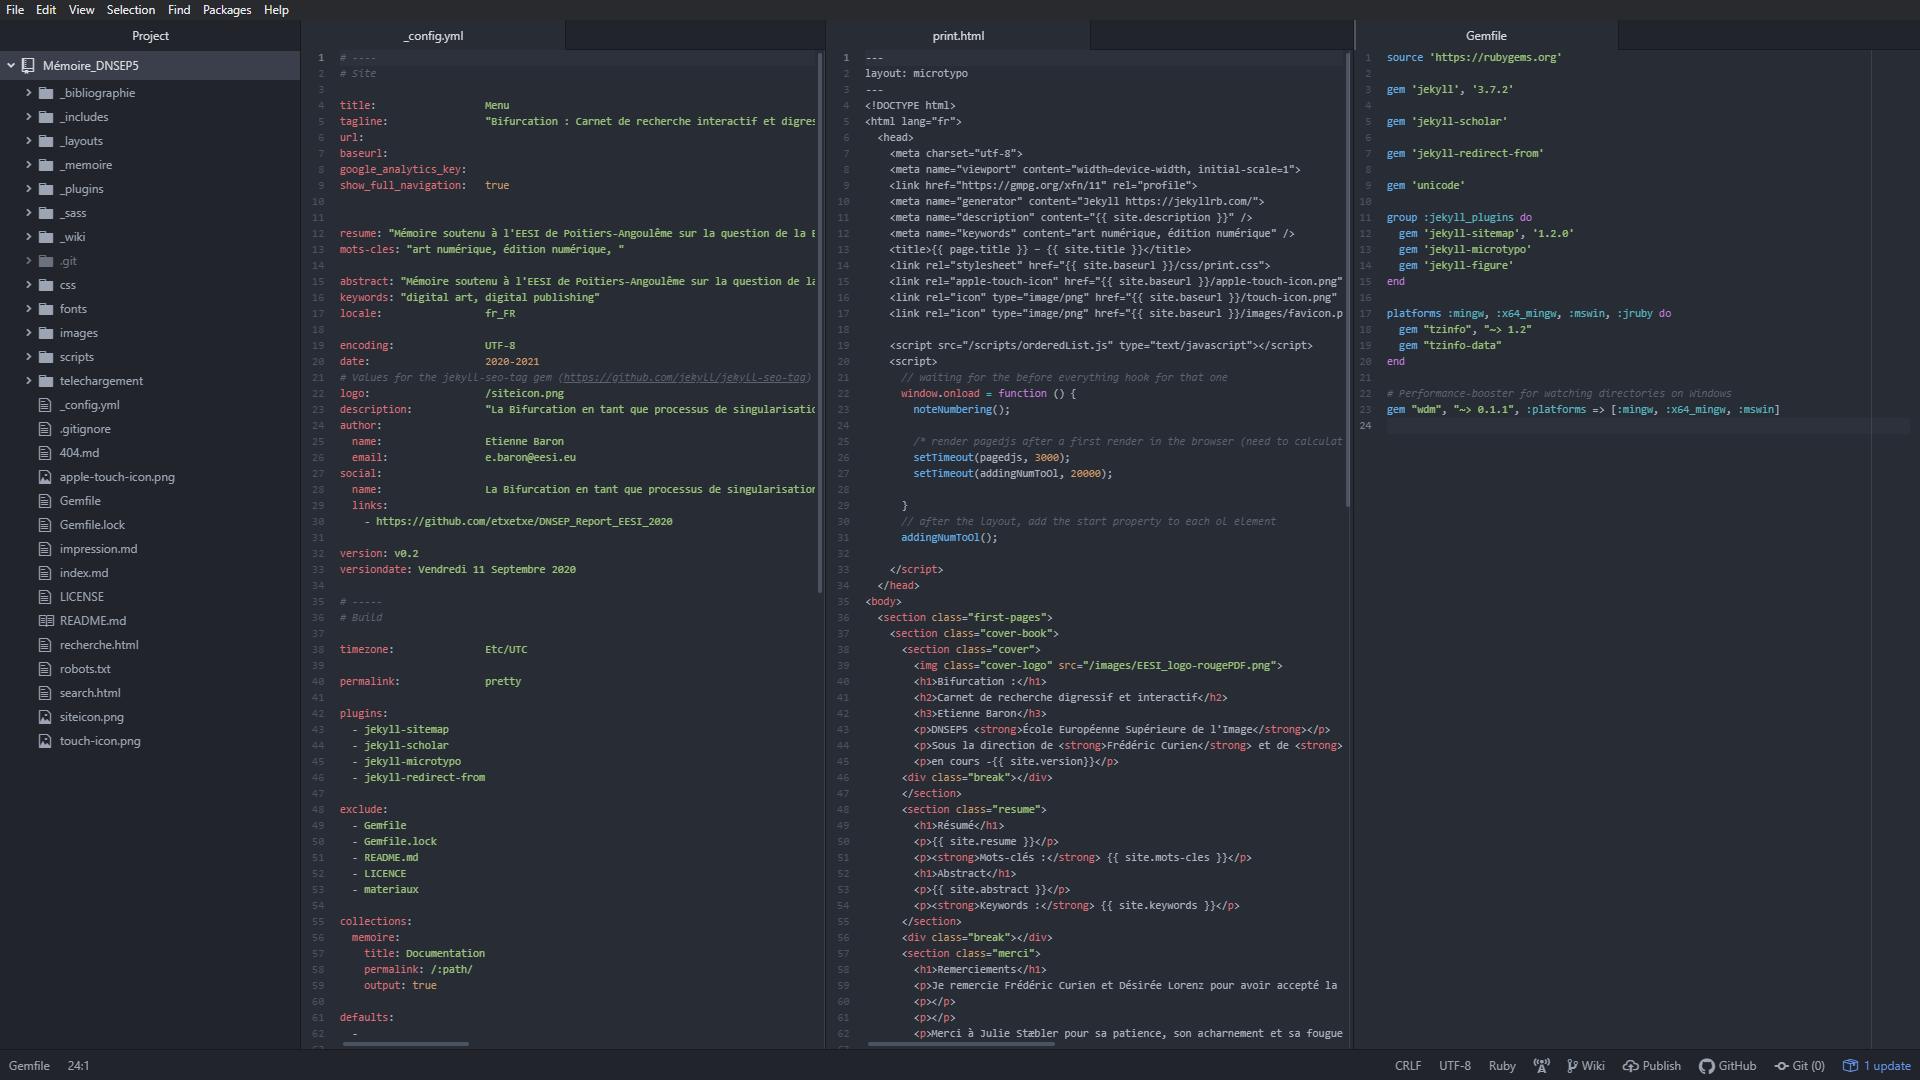 File Edit View Selection Find Packages Help
Project
Mémoire_DNSEP5
_bibliographie
_includes
_layouts
_memoire
_plugins
_sass
_wiki
.git
css
fonts
images
scripts
telechargement
_config.yml
.gitignore
404.md
apple-touch-icon.png
Gemfile
Gemfile.lock
impression.md
index.md
LICENSE
README.md
recherche.html
robots.txt
search.html
siteicon.png
touch-icon.png
_config.yml
1 # ----
2 # Site
3
4 title: Menu
5 tagline: "Bifurcation : Carnet de recherche interactif et digres
6 url:
7 baseurl:
8 google_analytics_key:
9 show_full_navigation: true
10
11
12 resume: "Mémoire soutenu à l'EESI de Poitiers-Angoulême sur la question de la B
13 mots-cles: "art numérique, édition numérique, "
14
15 abstract: "Mémoire soutenu à l'EESI de Poitiers-Angoulême sur la question de la
16 keywords: "digital art, digital publishing"
17 locale: fr_FR
18
19 encoding: UTF-8
20 date: 2020-2021
21 # Values for the jekyll-seo-tag gem (https://github.com/jekyll/jekyll-seo-tag)
22 logo: /siteicon.png
23 description: "La Bifurcation en tant que processus de singularisatio
24 author:
25 name: Etienne Baron
26 email: e.baron@eesi.eu
27 social:
28 name: La Bifurcation en tant que processus de singularisation
29 links:
30 - https://github.com/etxetxe/DNSEP_Report_EESI_2020
31
32 version: v0.2
33 versiondate: Vendredi 11 Septembre 2020
34
35 # -----
36 # Build
37
38 timezone: Etc/UTC
39
40 permalink: pretty
41
42 plugins:
43 - jekyll-sitemap
44 - jekyll-scholar
45 - jekyll-microtypo
46 - jekyll-redirect-from
47
48 exclude:
49 - Gemfile
50 - Gemfile.lock
51 - README.md
52 - LICENCE
53 - materiaux
54
55 collections:
56 memoire:
57 title: Documentation
58 permalink: /:path/
59 output: true
60
61 defaults:
62 -
print.html
1 ---
2 layout: microtypo
3 ---
4 <!DOCTYPE html>
5 <html lang="fr">
6 <head>
7 <meta charset="utf-8">
8 <meta name="viewport" content="width=device-width, initial-scale=1">
9 <link href="https://gmpg.org/xfn/11" rel="profile">
10 <meta name="generator" content="Jekyll https://jekyllrb.com/">
11 <meta name="description" content="{{ site.description }}" />
12 <meta name="keywords" content="art numérique, édition numérique" />
13 <title>{{ page.title }} – {{ site.title }}</title>
14 <link rel="stylesheet" href="{{ site.baseurl }}/css/print.css">
15 <link rel="apple-touch-icon" href="{{ site.baseurl }}/apple-touch-icon.png"
16 <link rel="icon" type="image/png" href="{{ site.baseurl }}/touch-icon.png"
17 <link rel="icon" type="image/png" href="{{ site.baseurl }}/images/favicon.p
18
19 <script src="/scripts/orderedList.js" type="text/javascript"></script>
20 <script>
21 // waiting for the before everything hook for that one
22 window.onload = function () {
23 noteNumbering();
24
25 /* render pagedjs after a first render in the browser (need to calculat
26 setTimeout(pagedjs, 3000);
27 setTimeout(addingNumToOl, 20000);
28
29 }
30 // after the layout, add the start property to each ol element
31 addingNumToOl();
32
33 </script>
34 </head>
35 <body>
36 <section class="first-pages">
37 <section class="cover-book">
38 <section class="cover">
39 <img class="cover-logo" src="/images/EESI_logo-rougePDF.png">
40 <h1>Bifurcation :</h1>
41 <h2>Carnet de recherche digressif et interactif</h2>
42 <h3>Etienne Baron</h3>
43 <p>DNSEP5 <strong>École Européenne Supérieure de l'Image</strong></p>
44 <p>Sous la direction de <strong>Frédéric Curien</strong> et de <strong>
45 <p>en cours -{{ site.version}}</p>
46 <div class="break"></div>
47 </section>
48 <section class="resume">
49 <h1>Résumé</h1>
50 <p>{{ site.resume }}</p>
51 <p><strong>Mots-clés :</strong> {{ site.mots-cles }}</p>
52 <h1>Abstract</h1>
53 <p>{{ site.abstract }}</p>
54 <p><strong>Keywords :</strong> {{ site.keywords }}</p>
55 </section>
56 <div class="break"></div>
57 <section class="merci">
58 <h1>Remerciements</h1>
59 <p>Je remercie Frédéric Curien et Désirée Lorenz pour avoir accepté la
60 <p></p>
61 <p></p>
62 <p>Merci à Julie Stæbler pour sa patience, son acharnement et sa fougue
Gemfile
1 source 'https://rubygems.org'
2
3 gem 'jekyll', '3.7.2'
4
5 gem 'jekyll-scholar'
6
7 gem 'jekyll-redirect-from'
8
9 gem 'unicode'
10
11 group :jekyll_plugins do
12 gem 'jekyll-sitemap', '1.2.0'
13 gem 'jekyll-microtypo'
14 gem 'jekyll-figure'
15 end
16
17 platforms :mingw, :x64_mingw, :mswin, :jruby do
18 gem "tzinfo", "~> 1.2"
19 gem "tzinfo-data"
20 end
21
22 # Performance-booster for watching directories on Windows
23 gem "wdm", "~> 0.1.1", :platforms => [:mingw, :x64_mingw, :mswin]
24
Gemfile 24:1 CRLF UTF-8 Ruby Wiki Publish GitHub Git (0) 1 update